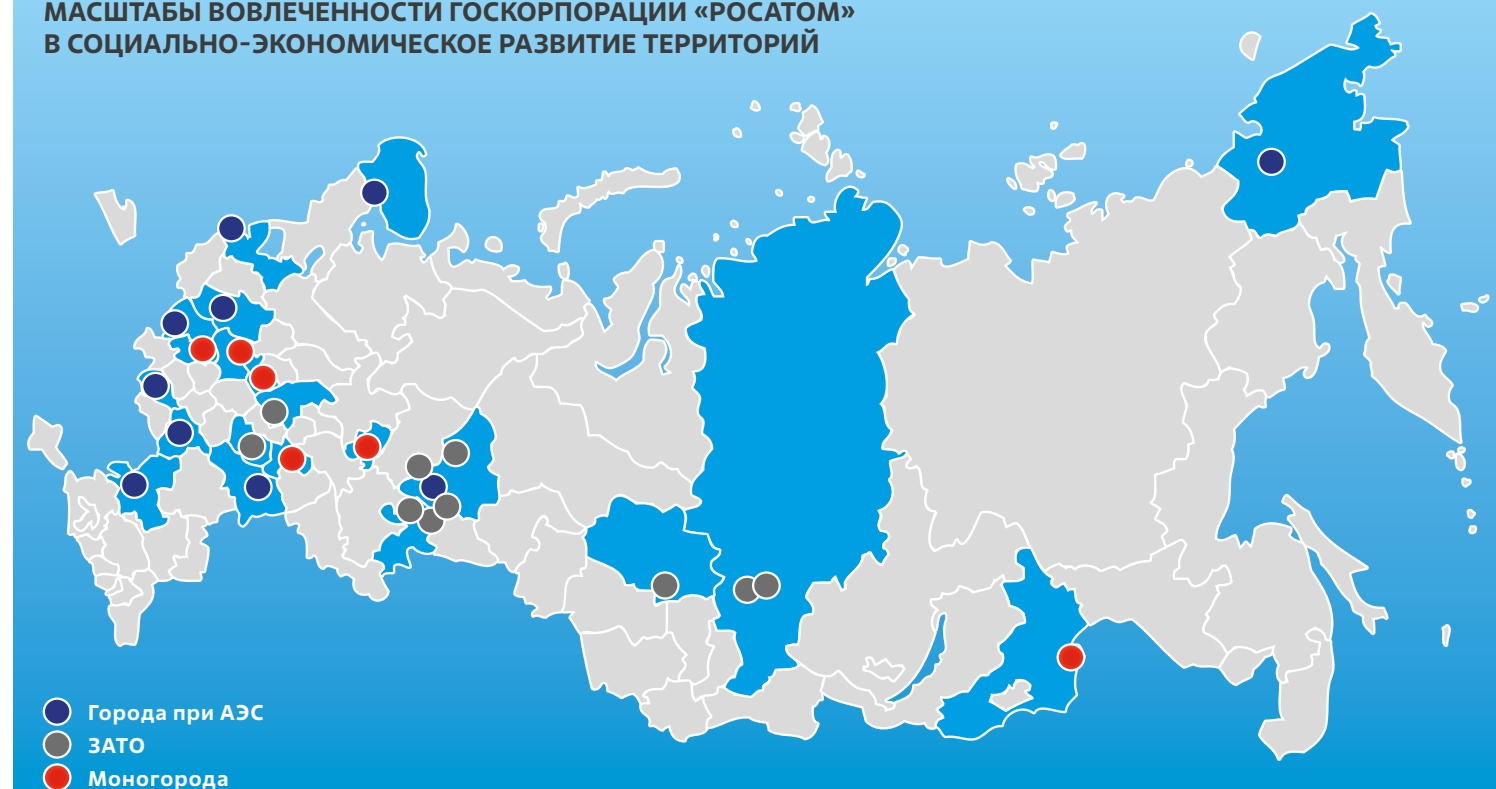 МАСШТАБЫ ВОВЛЕЧЕННОСТИ ГОСКОРПОРАЦИИ «РОСАТОМ»
В СОЦИАЛЬНО-ЭКОНОМИЧЕСКОЕ РАЗВИТИЕ ТЕРРИТОРИЙ
Города при АЭС
ЗАТО
Моногорода